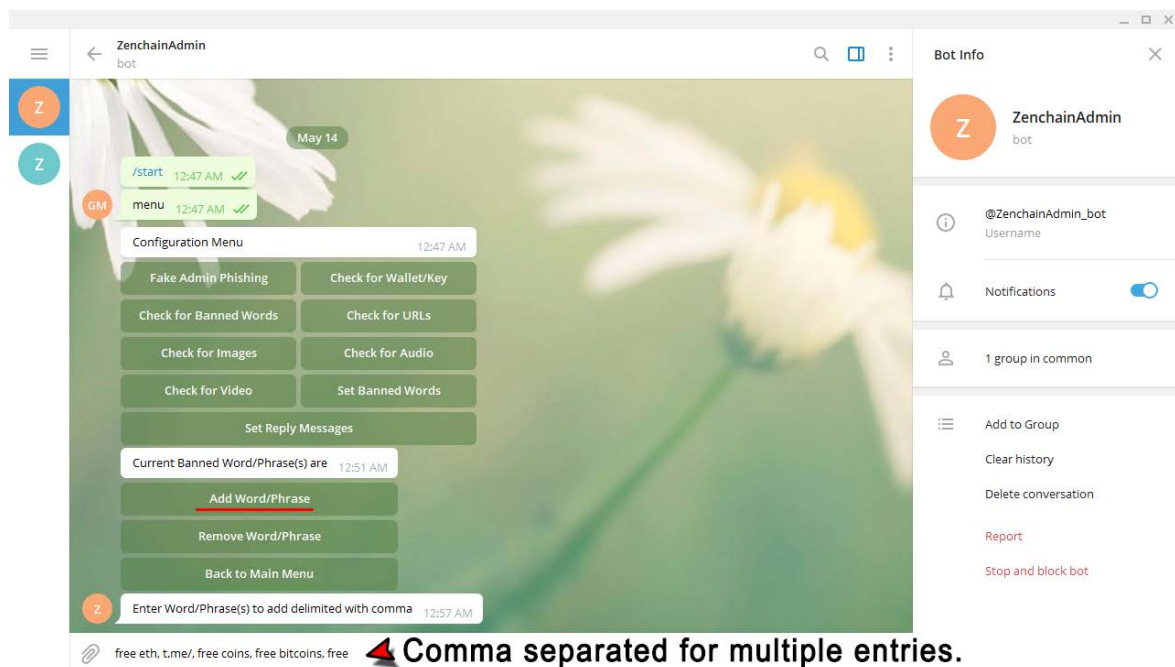 ZenchainAdmin
bot
Bot Info
Z
Z
Z
ZenchainAdmin
bot
May 14
/start 12:47 AM
GM
menu 12:47 AM
Configuration Menu 12:47 AM
Fake Admin Phishing Check for Wallet/Key
Check for Banned Words Check for URLs
Check for Images Check for Audio
Check for Video Set Banned Words
Set Reply Messages
Current Banned Word/Phrase(s) are 12:51 AM
Add Word/Phrase
Remove Word/Phrase
Back to Main Menu
Z
Enter Word/Phrase(s) to add delimited with comma 12:57 AM
free eth, t.me/, free coins, free bitcoins, free
Comma separated for multiple entries.
@ZenchainAdmin_bot
Username
Notifications
1 group in common
Add to Group
Clear history
Delete conversation
Report
Stop and block bot